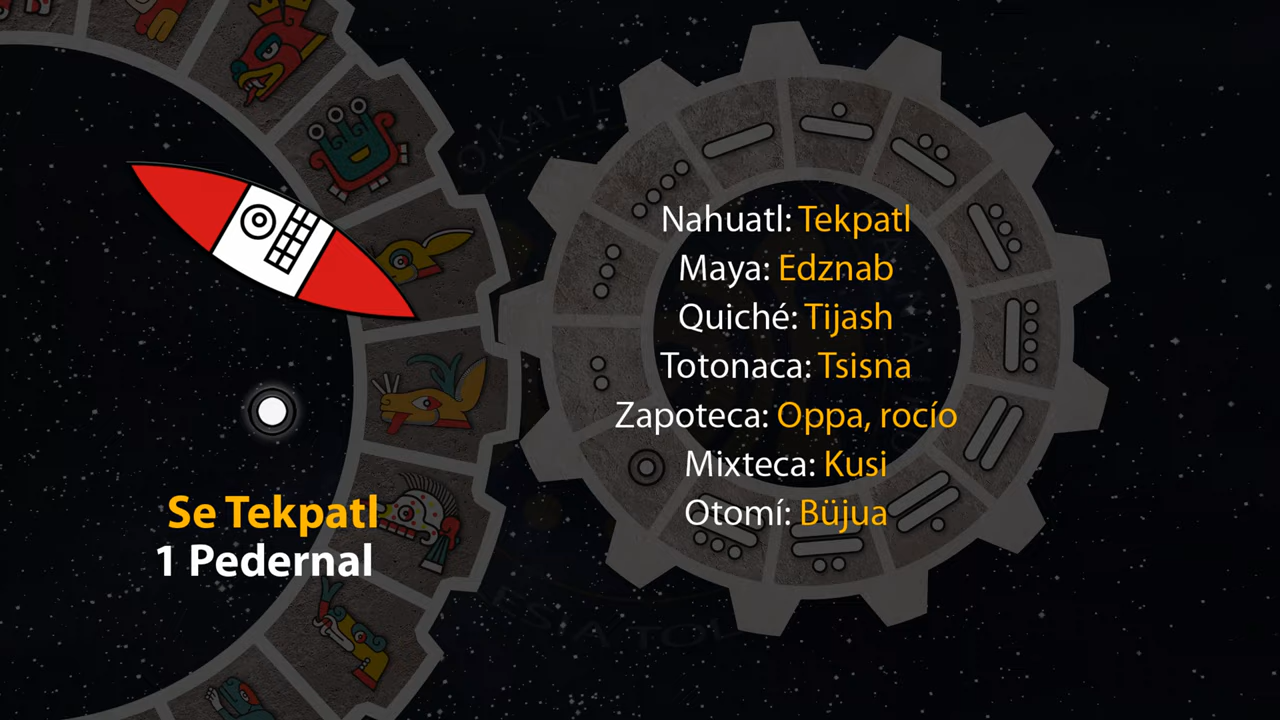 Nahuatl: Tekpatl
Maya: Edznab
Quiché: Tijash
Totonaca: Tsisna
Zapoteca: Oppa, rocío
Mixteca: Kusi
Otomí: Büjua
Se Tekpatl
1 Pedernal